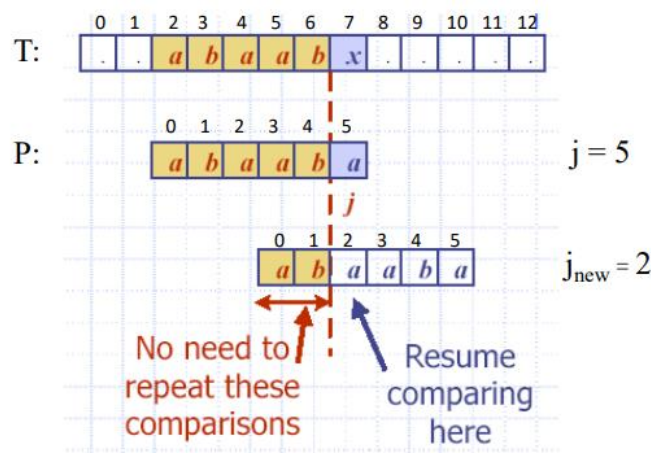 0 1 2 3 4 5 6 7 8 9 10 11 12
T: . . a b a a b x . . . . .
0 1 2 3 4 5
P: a b a a b a j = 5
j
0 1 2 3 4 5
a b a a b a jnew = 2
No need to
repeat these
comparisons
Resume
comparing
here